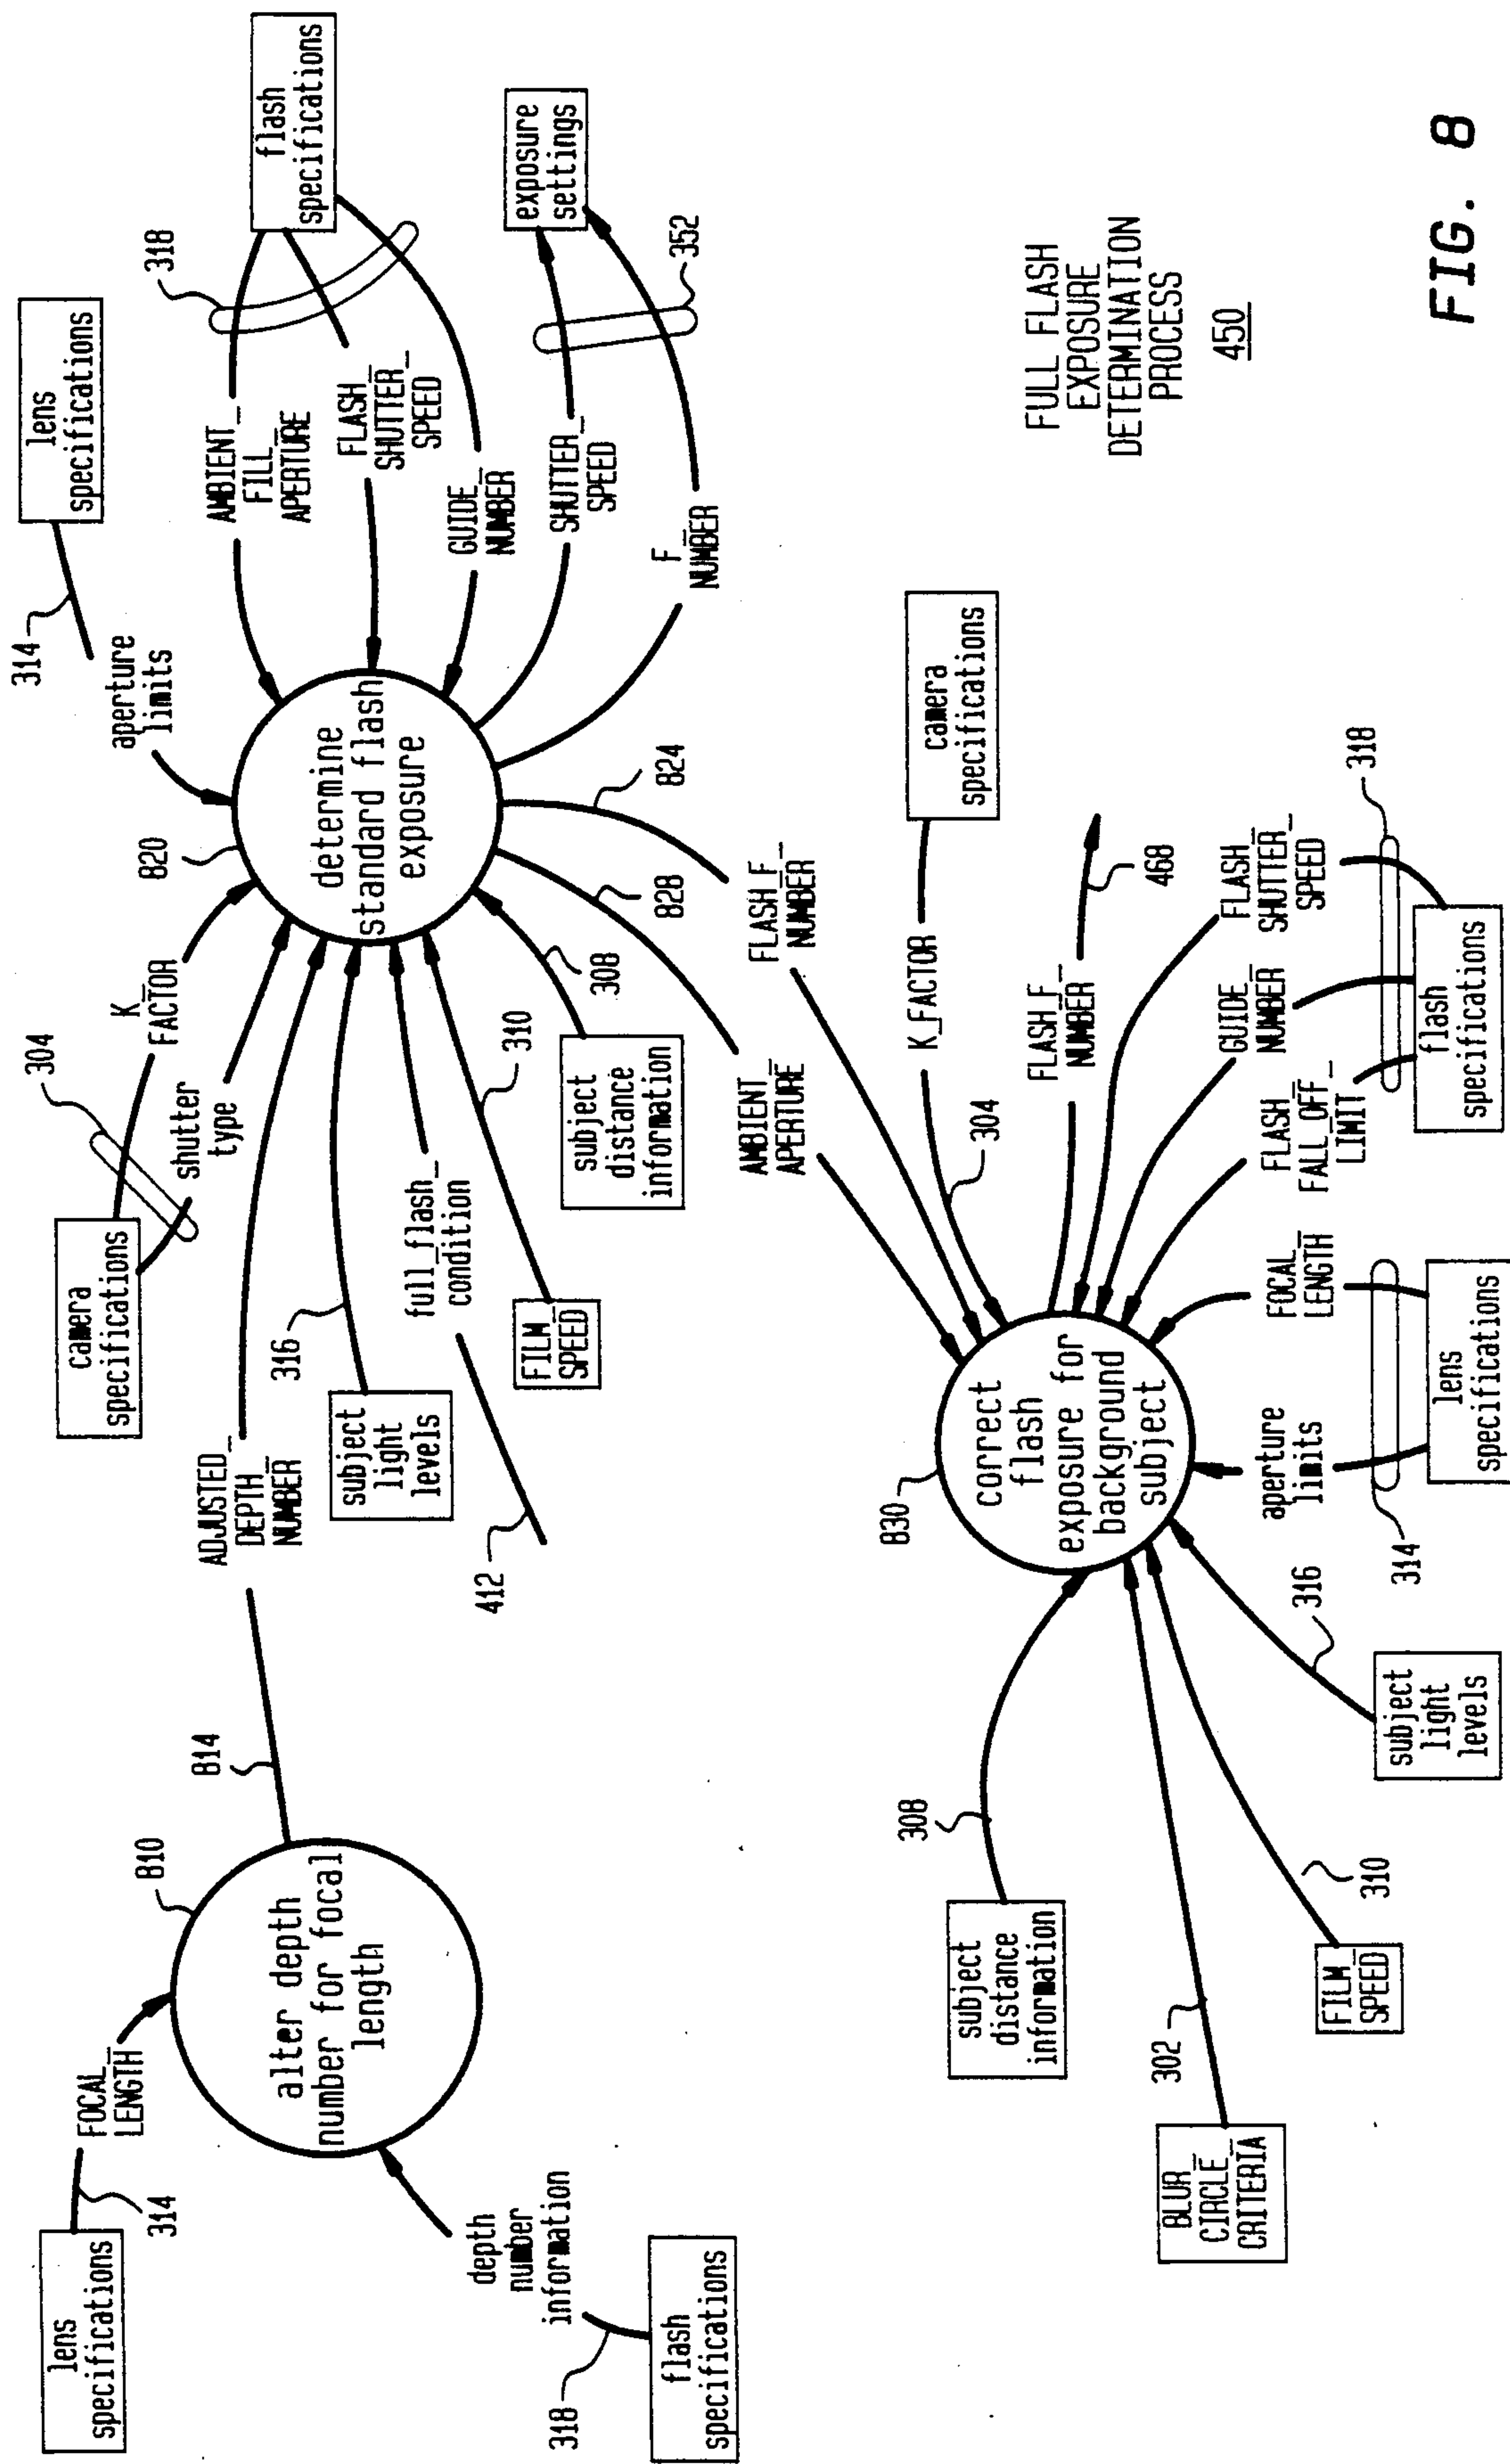 lens
specifications
314
FOCAL_
LENGTH
810
alter depth
number for focal
length
depth
number
information
318
flash
specifications
814
ADJUSTED_
DEPTH_
NUMBER
camera
specifications
304
K_
FACTOR
shutter
type
820
aperture
limits
314
lens
specifications
determine
standard flash
exposure
AMBIENT_
FILL_
APERTURE
318
flash
specifications
FLASH_
SHUTTER_
SPEED
GUIDE_
NUMBER
SHUTTER_
SPEED
exposure
settings
352
F_
NUMBER
316
subject
light
levels
full_flash_
condition
412
310
FILM_
SPEED
308
subject
distance
information
828
824
AMBIENT_
APERTURE
FLASH_F_
NUMBER
830
correct
flash
exposure for
background
subject
K_FACTOR
304
camera
specifications
FLASH_F_
NUMBER
468
FLASH_
SHUTTER_
SPEED
GUIDE_
NUMBER
FLASH_
FALL_OFF_
LIMIT
318
flash
specifications
FOCAL_
LENGTH
aperture
limits
314
lens
specifications
316
subject
light
levels
308
subject
distance
information
302
BLUR_
CIRCLE_
CRITERIA
310
FILM_
SPEED
FULL FLASH
EXPOSURE
DETERMINATION
PROCESS
450
FIG. 8